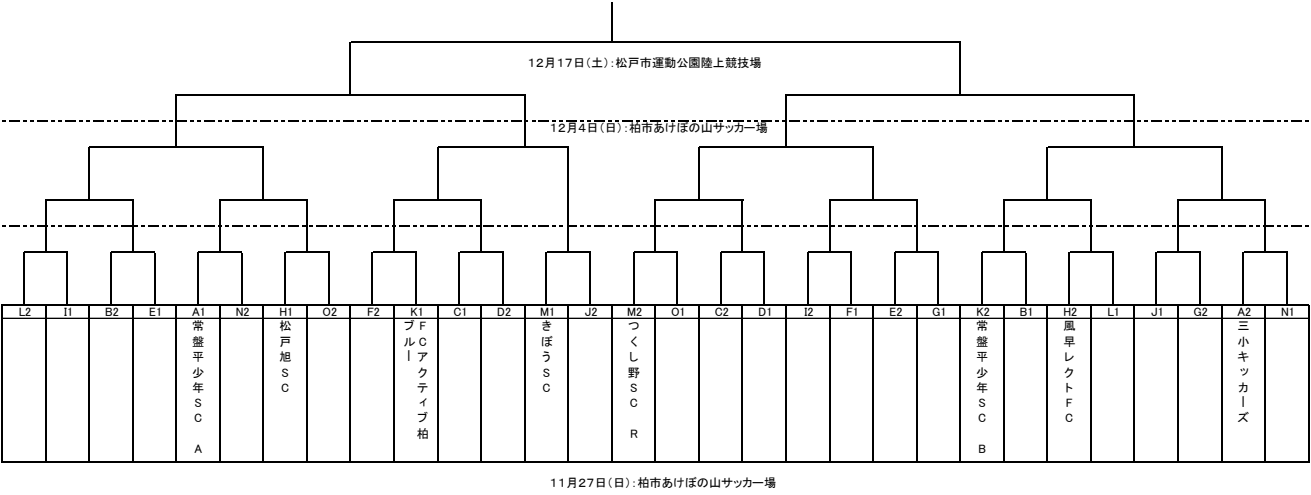 12月17日(土):松戸市運動公園陸上競技場
12月4日(日):柏市あけぼの山サッカー場
L2 I1 B2 E1 A1 N2 H1 O2 F2 K1 C1 D2 M1 J2 M2 O1 C2 D1 I2 F1 E2 G1 K2 B1 H2 L1 J1 G2 A2 N1
常盤平少年SC A
松戸旭SC
FCアクティブ柏
ブルー
きぼうSC
つくし野SC R
常盤平少年SC B
風早レクトFC
三小キッカーズ
11月27日(日):柏市あけぼの山サッカー場